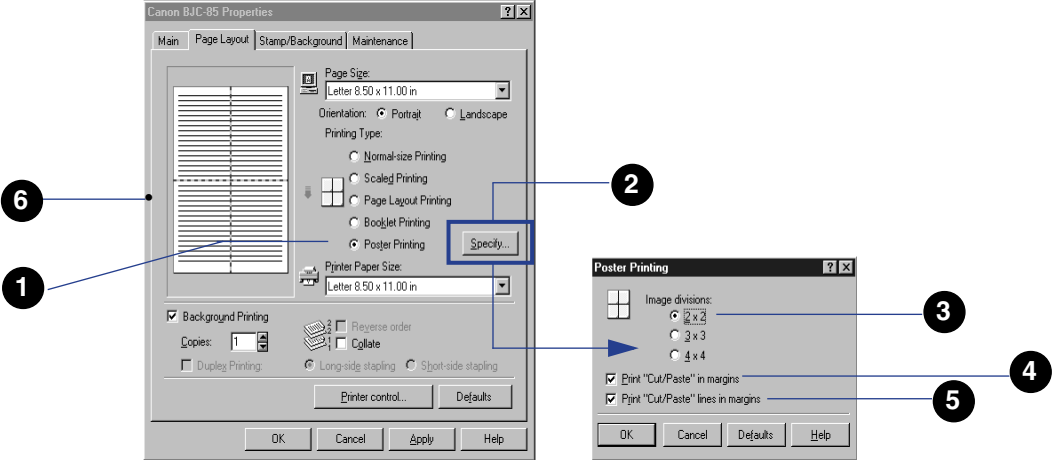 Canon BJC-85 Properties
Main Page Layout Stamp/Background Maintenance
Page Size:
Letter 8.50 x 11.00 in
Orientation: Portrait Landscape
Printing Type:
Normal-size Printing
Scaled Printing
Page Layout Printing
Booklet Printing
Poster Printing Specify...
Printer Paper Size:
Letter 8.50 x 11.00 in
Background Printing
Copies: 1
Duplex Printing:
2 2 Reverse order
1 1 Collate
Long-side stapling Short-side stapling
Printer control... Defaults
OK Cancel Apply Help
6
1
2
Poster Printing
Image divisions:
2 x 2
3 x 3
4 x 4
Print "Cut/Paste" in margins
Print "Cut/Paste" lines in margins
OK Cancel Defaults Help
3
4
5